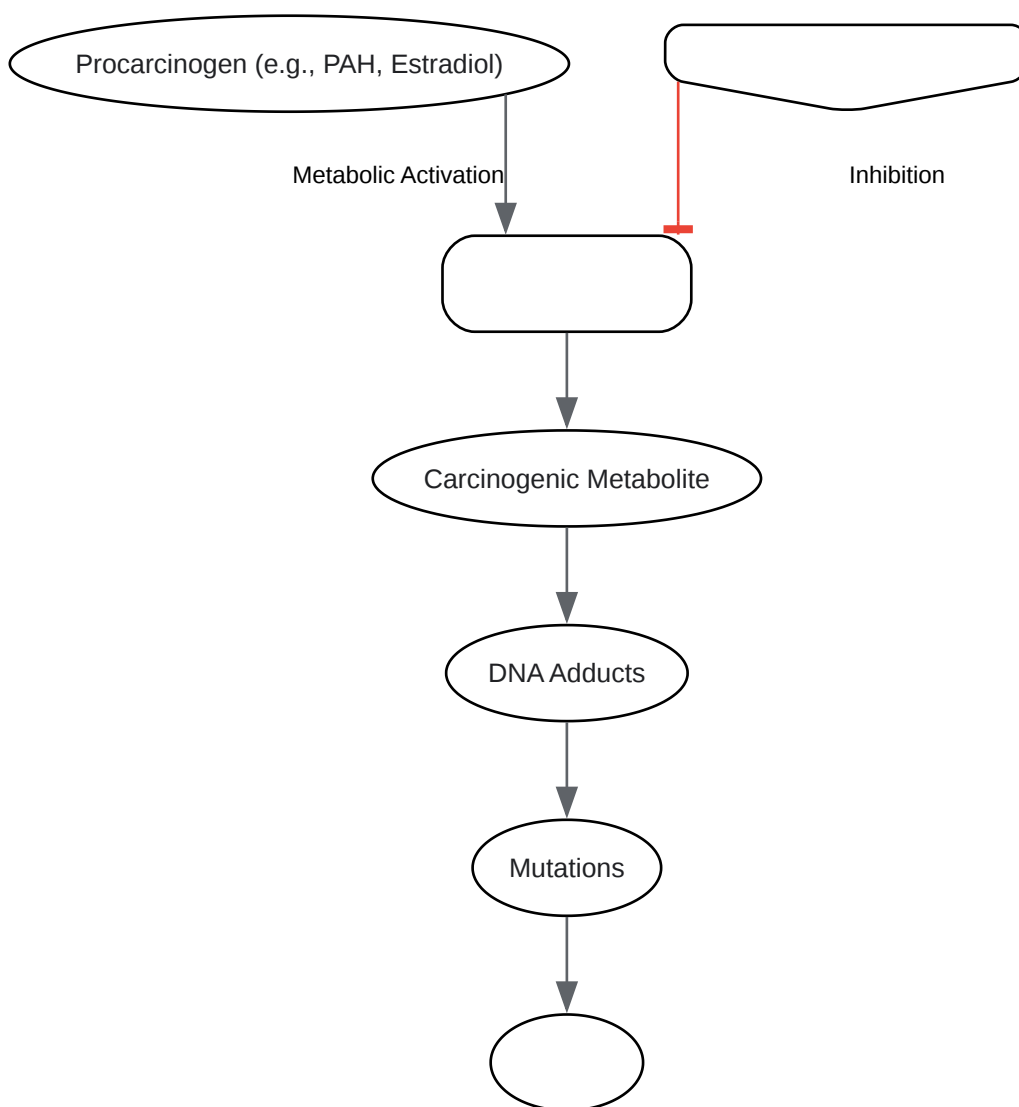 Procarcinogen (e.g., PAH, Estradiol)
Metabolic Activation
Inhibition
Carcinogenic Metabolite
DNA Adducts
Mutations